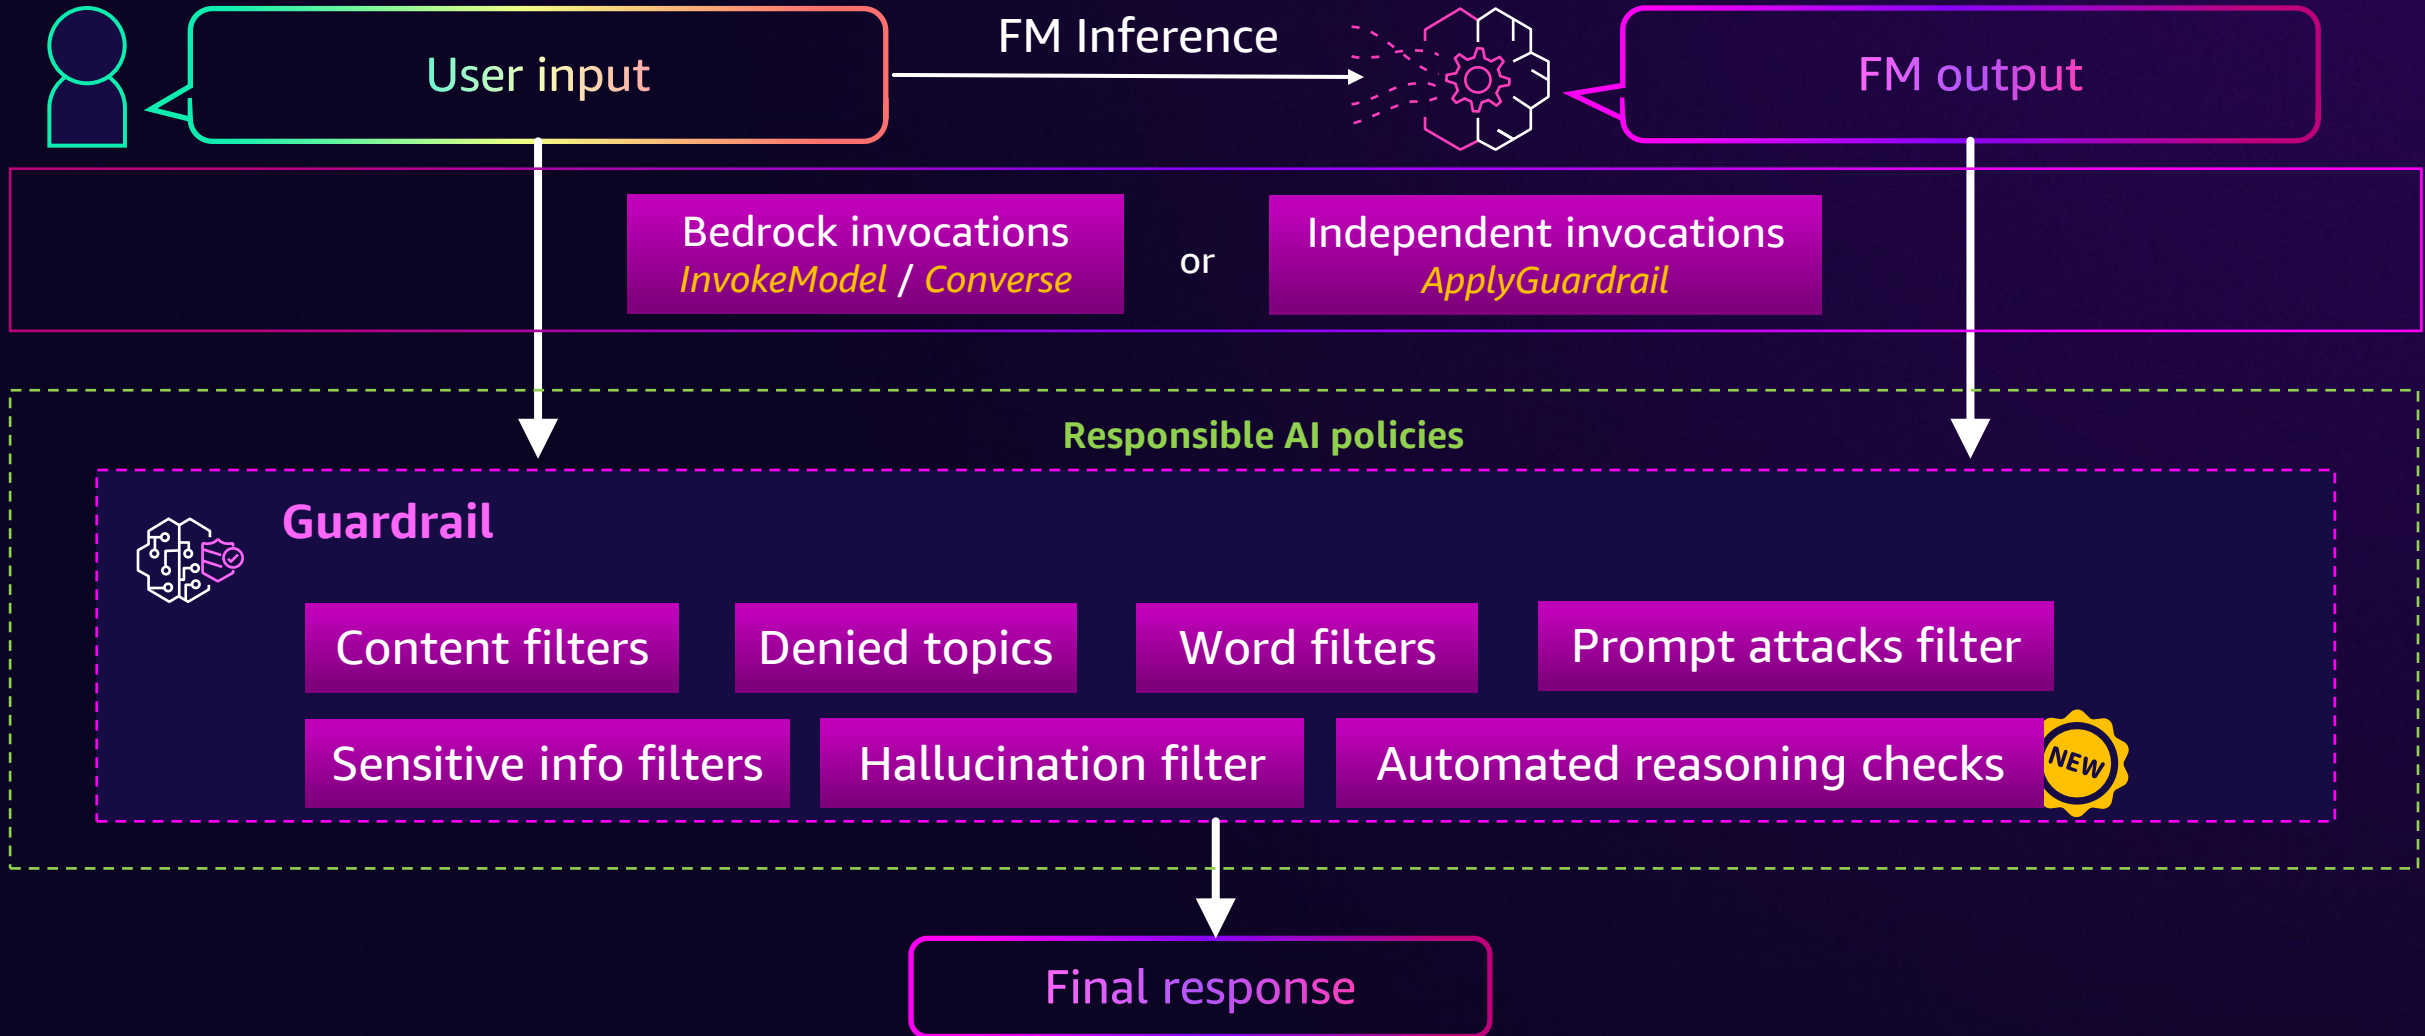 User input
FM Inference
FM output
Bedrock invocations
InvokeModel / Converse
or
Independent invocations
ApplyGuardrail
Responsible AI policies
Guardrail
Content filters
Denied topics
Word filters
Prompt attacks filter
Sensitive info filters
Hallucination filter
Automated reasoning checks
NEW
Final response